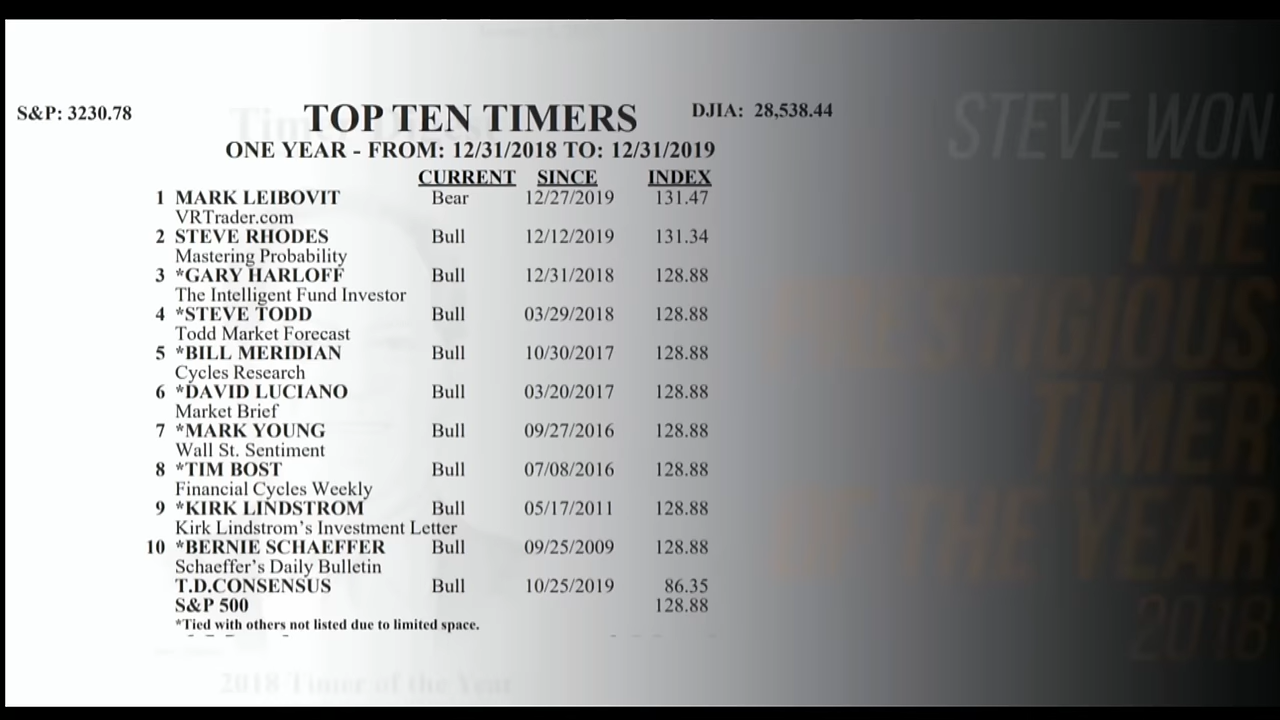 S&P: 3230.78
TOP TEN TIMERS
DJIA: 28,538.44
ONE YEAR - FROM: 12/31/2018 TO: 12/31/2019
CURRENT SINCE INDEX
1 MARK LEIBOVIT Bear 12/27/2019 131.47
VRTrader.com
2 STEVE RHODES Bull 12/12/2019 131.34
Mastering Probability
3 *GARY HARLOFF Bull 12/31/2018 128.88
The Intelligent Fund Investor
4 *STEVE TODD Bull 03/29/2018 128.88
Todd Market Forecast
5 *BILL MERIDIAN Bull 10/30/2017 128.88
Cycles Research
6 *DAVID LUCIANO Bull 03/20/2017 128.88
Market Brief
7 *MARK YOUNG Bull 09/27/2016 128.88
Wall St. Sentiment
8 *TIM BOST Bull 07/08/2016 128.88
Financial Cycles Weekly
9 *KIRK LINDSTROM Bull 05/17/2011 128.88
Kirk Lindstrom's Investment Letter
10 *BERNIE SCHAEFFER Bull 09/25/2009 128.88
Schaeffer's Daily Bulletin
T.D.CONSENSUS Bull 10/25/2019 86.35
S&P 500 128.88
*Tied with others not listed due to limited space.
2018 Timer of the Year
STEVE WON
THE
PRESTIGIOUS
TIMER
OF THE YEAR
2018